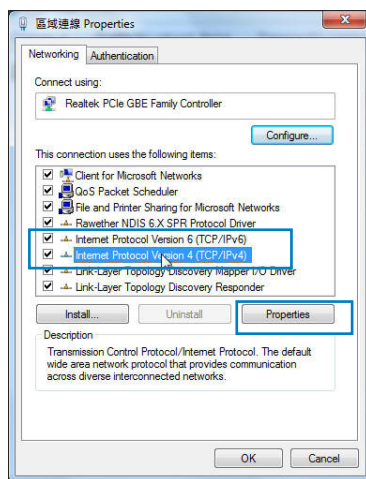 區域連線 Properties
Networking
Authentication
Connect using:
Realtek PCIe GBE Family Controller
Configure...
This connection uses the following items:
Client for Microsoft Networks
QoS Packet Scheduler
File and Printer Sharing for Microsoft Networks
Rawether NDIS 6.X SPR Protocol Driver
Internet Protocol Version 6 (TCP/IPv6)
Internet Protocol Version 4 (TCP/IPv4)
Link-Layer Topology Discovery Mapper I/O Driver
Link-Layer Topology Discovery Responder
Install...
Uninstall
Properties
Description
Transmission Control Protocol/Internet Protocol. The default
wide area network protocol that provides communication
across diverse interconnected networks.
OK
Cancel